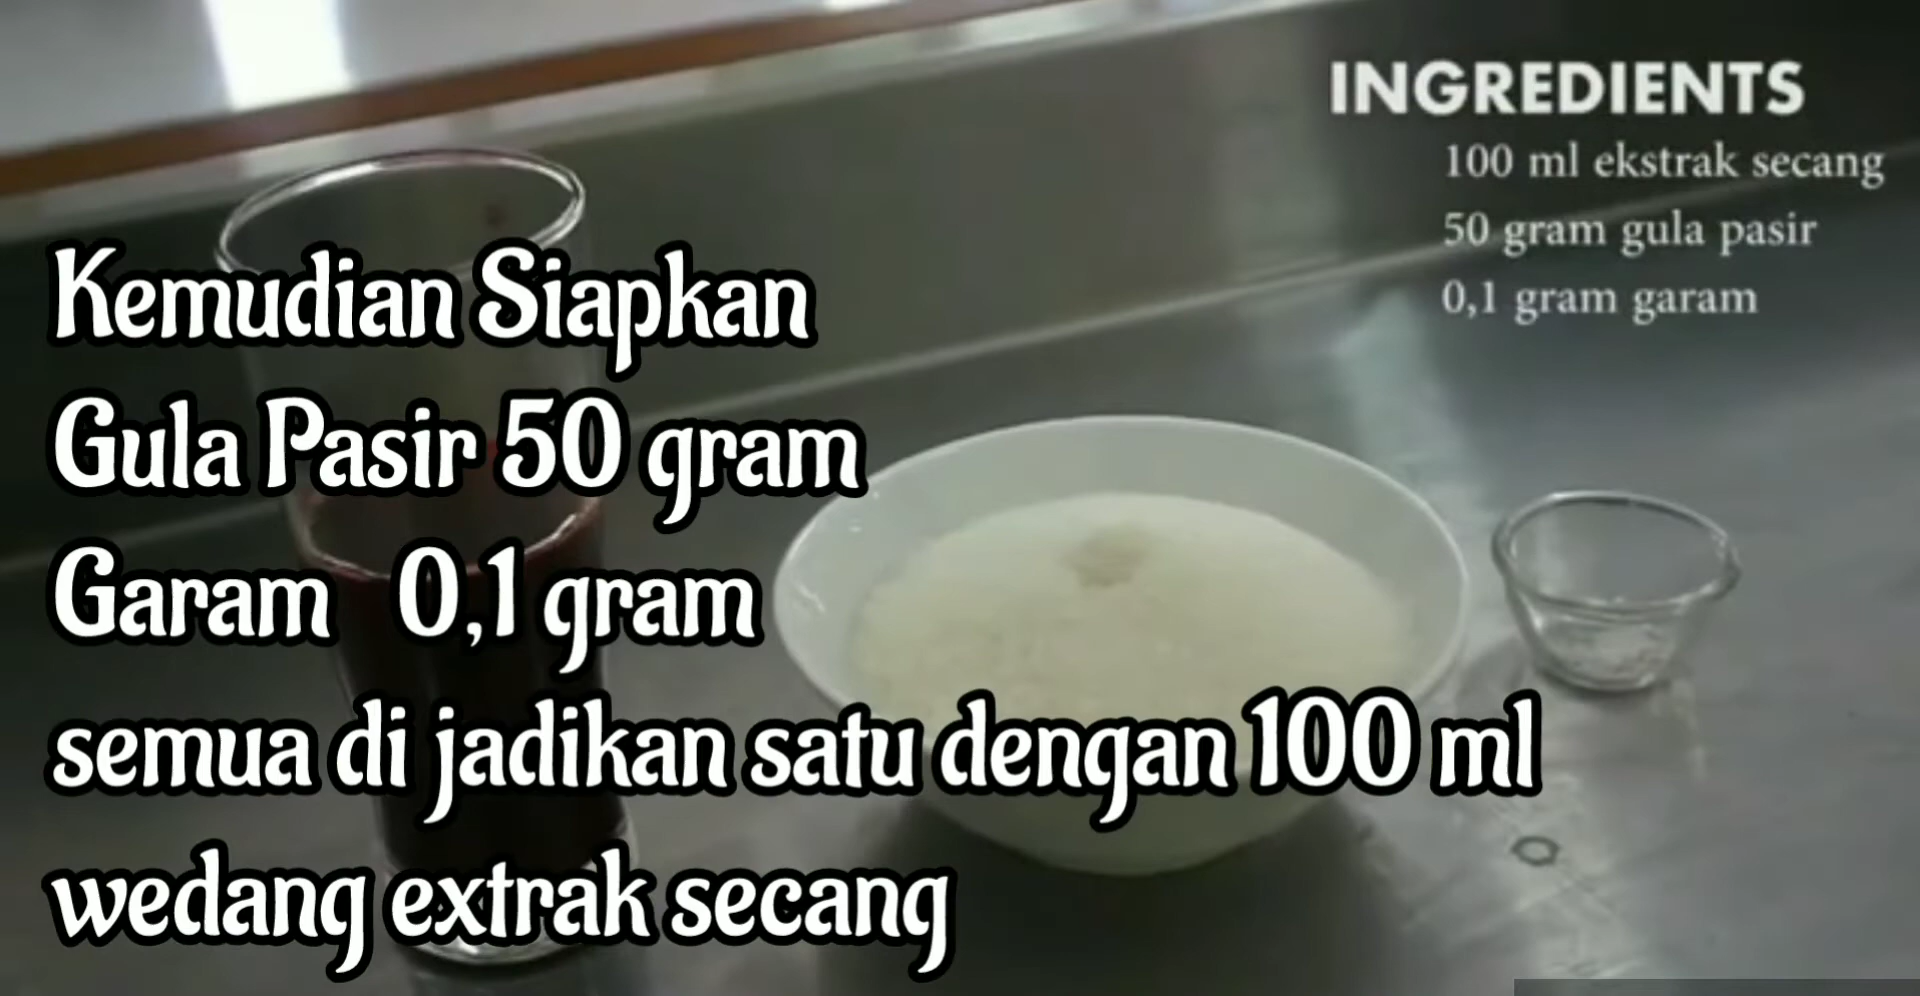 INGREDIENTS
100 ml ekstrak secang
50 gram gula pasir
0,1 gram garam
Kemudian Siapkan
Gula Pasir 50 gram
Garam 0,1 gram
semua di jadikan satu dengan 100 ml
wedang extrak secang